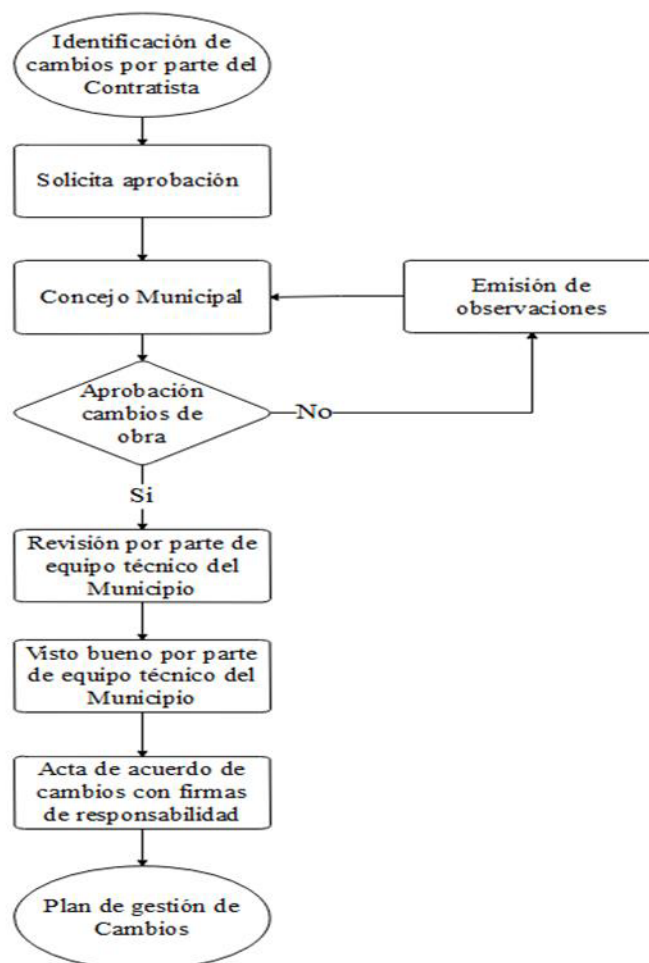 Identificación de
cambios por parte del
Contratista
Solicita aprobación
Concejo Municipal
Emisión de
observaciones
Aprobación
cambios de
obra
No
Si
Revisión por parte de
equipo técnico del
Municipio
Visto bueno por parte
de equipo técnico del
Municipio
Acta de acuerdo de
cambios con firmas
de responsabilidad
Plan de gestión de
Cambios